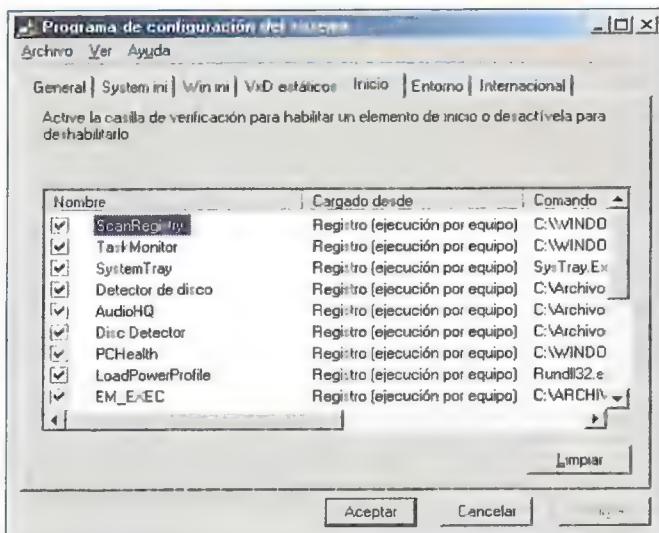 Programa de configuración del sistema
Archivo Ver Ayuda
General System ini Win ini VxD estáticos Inicio Entorno Internacional
Active la casilla de verificación para habilitar un elemento de inicio o desactívela para
deshabilitarlo
Nombre Cargado desde Comando
ScanRegistry Registro (ejecución por equipo) C:\WINDO
TaskMonitor Registro (ejecución por equipo) C:\WINDO
SystemTray Registro (ejecución por equipo) SysTray.Ex
Detector de disco Registro (ejecución por equipo) C:\Archivo
AudioHQ Registro (ejecución por equipo) C:\Archivo
Disc Detector Registro (ejecución por equipo) C:\Archivo
PCHealth Registro (ejecución por equipo) C:\WINDO
LoadPowerProfile Registro (ejecución por equipo) Rundll32.e
EM_EXEC Registro (ejecución por equipo) C:\ARCHIV
Limpiar
Aceptar Cancelar